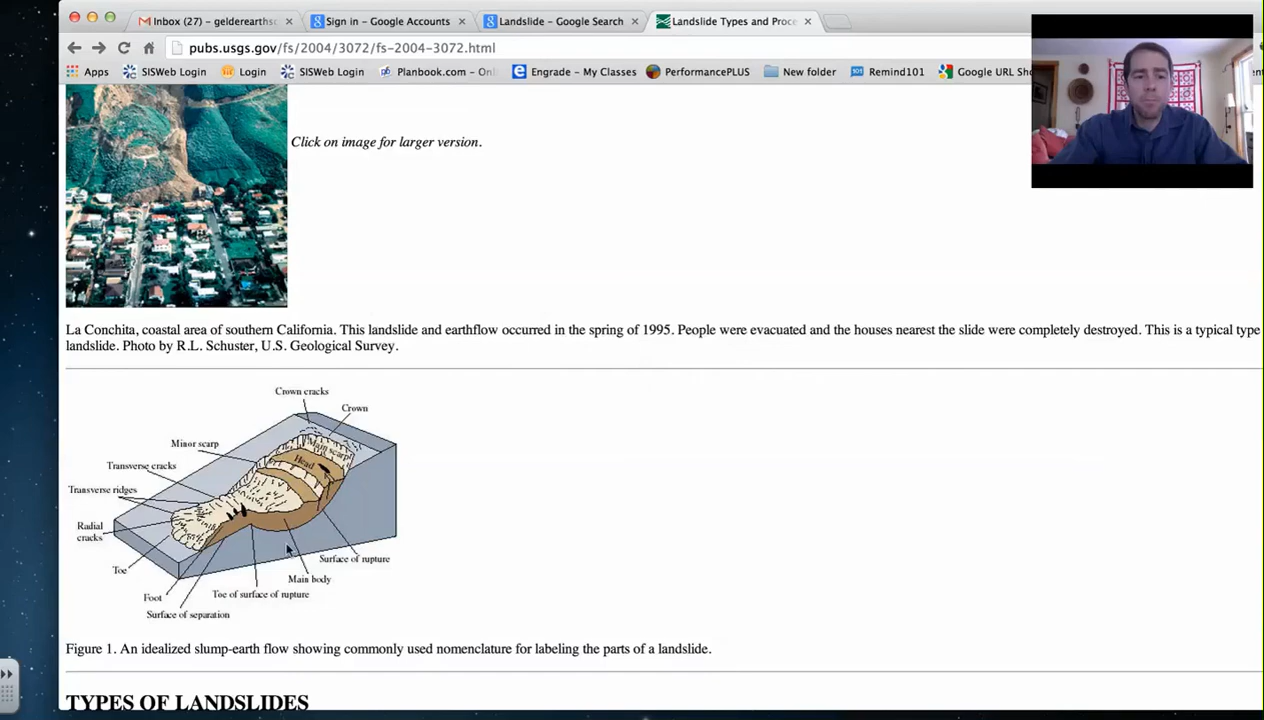 Inbox (27) – gelderearths
Sign in – Google Accounts
Landslide – Google Search
Landslide Types and Proce
pubs.usgs.gov/fs/2004/3072/fs-2004-3072.html
Apps
SISWeb Login
Login
SISWeb Login
Planbook.com – Onl
Engrade – My Classes
PerformancePLUS
New folder
Remind101
Google URL Sho
Click on image for larger version.
La Conchita, coastal area of southern California. This landslide and earthflow occurred in the spring of 1995. People were evacuated and the houses nearest the slide were completely destroyed. This is a typical type
landslide. Photo by R.L. Schuster, U.S. Geological Survey.
Crown cracks
Crown
Minor scarp
Main scarp
Head
Transverse cracks
Transverse ridges
Radial
cracks
Toe
Surface of rupture
Main body
Foot
Toe of surface of rupture
Surface of separation
Figure 1. An idealized slump-earth flow showing commonly used nomenclature for labeling the parts of a landslide.
TYPES OF LANDSLIDES